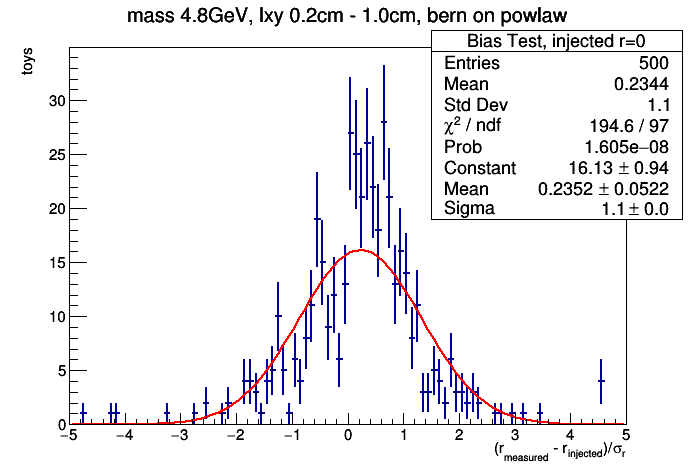 mass 4.8GeV, lxy 0.2cm - 1.0cm, bern on powlaw
Bias Test, injected r=0
Entries 500
Mean 0.2344
Std Dev 1.1
χ² / ndf 194.6 / 97
Prob 1.605e−08
Constant 16.13 ± 0.94
Mean 0.2352 ± 0.0522
Sigma 1.1 ± 0.0
toys
30
25
20
15
10
5
0
−5 −4 −3 −2 −1 0 1 2 3 4 5
(r_measured - r_injected)/σ_r